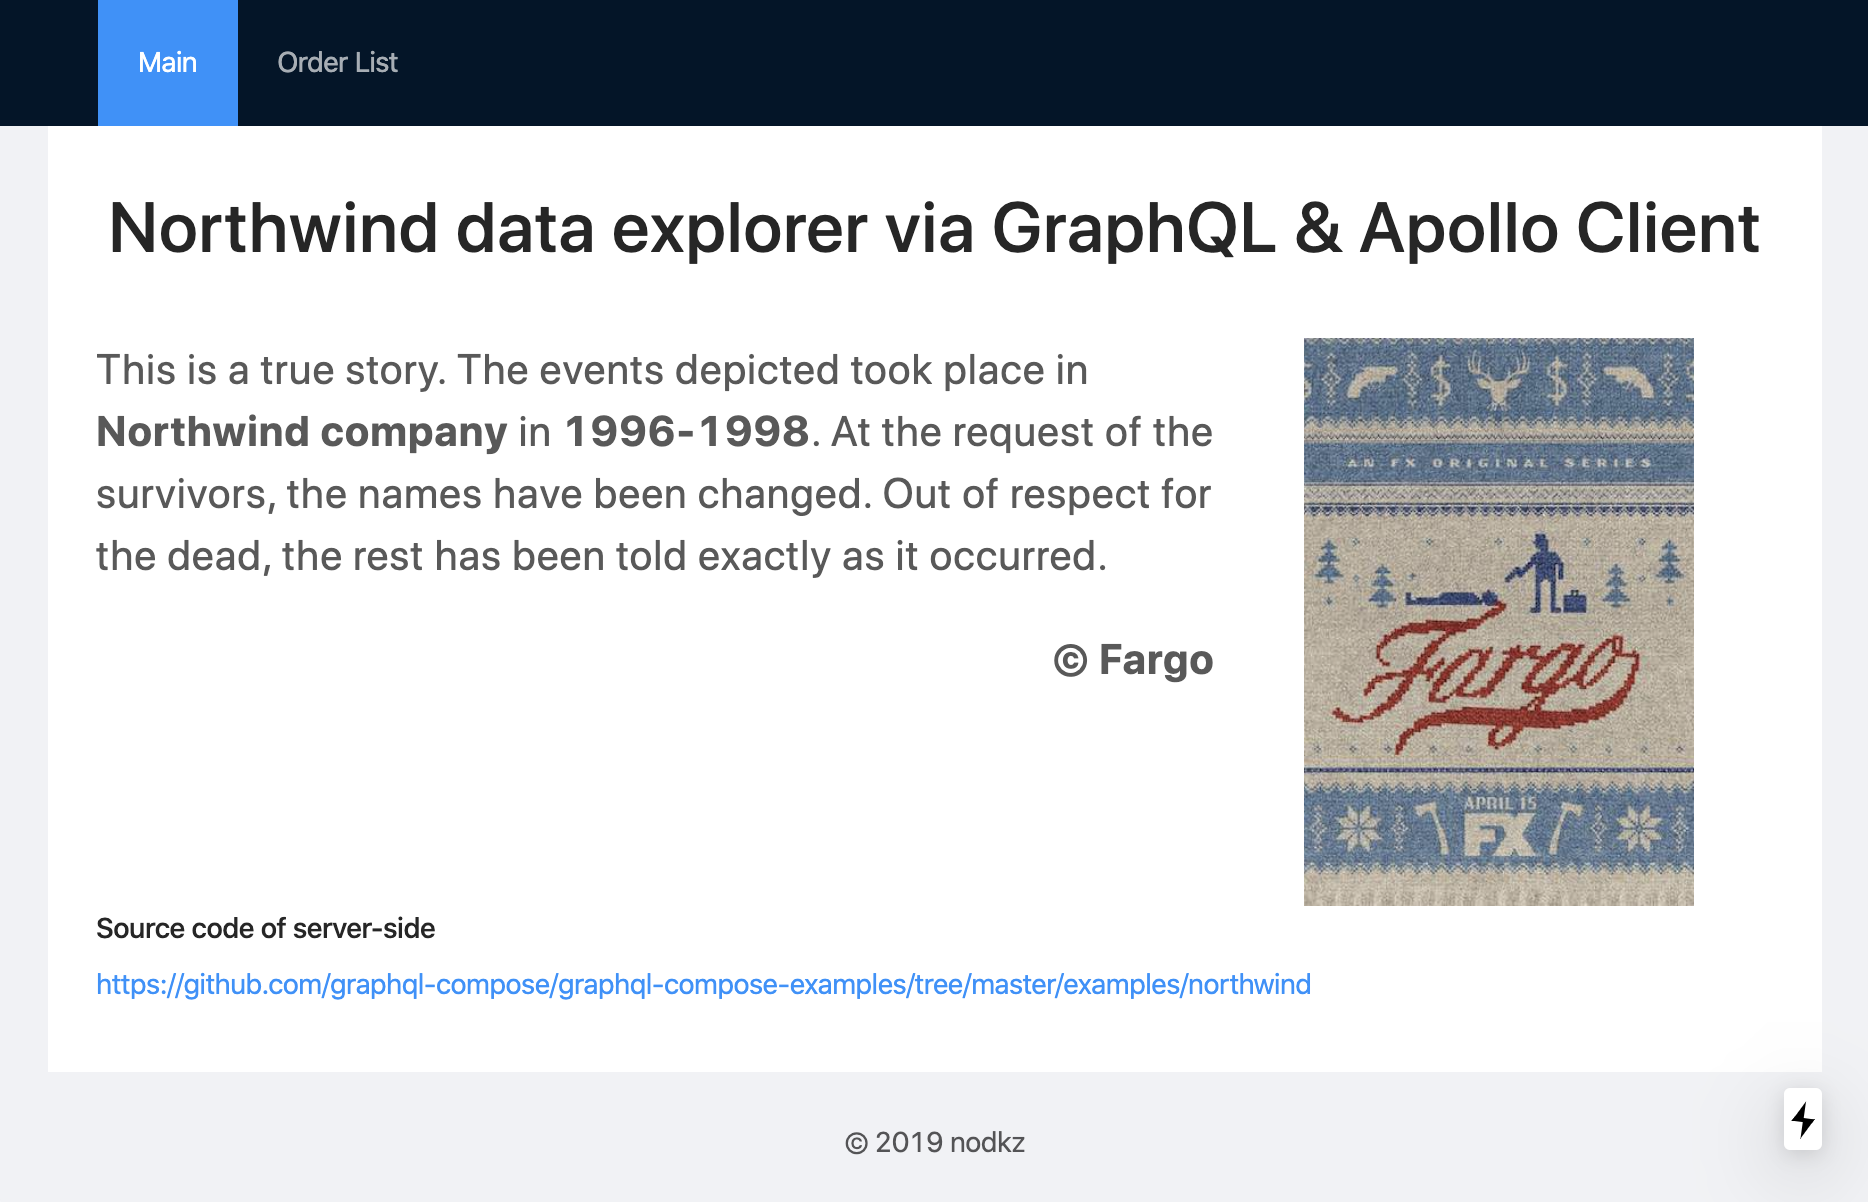 Main
Order List
Northwind data explorer via GraphQL & Apollo Client
This is a true story. The events depicted took place in
Northwind company in 1996-1998. At the request of the
survivors, the names have been changed. Out of respect for
the dead, the rest has been told exactly as it occurred.
© Fargo
AN FX ORIGINAL SERIES
Fargo
APRIL 15
FX
Source code of server-side
https://github.com/graphql-compose/graphql-compose-examples/tree/master/examples/northwind
© 2019 nodkz